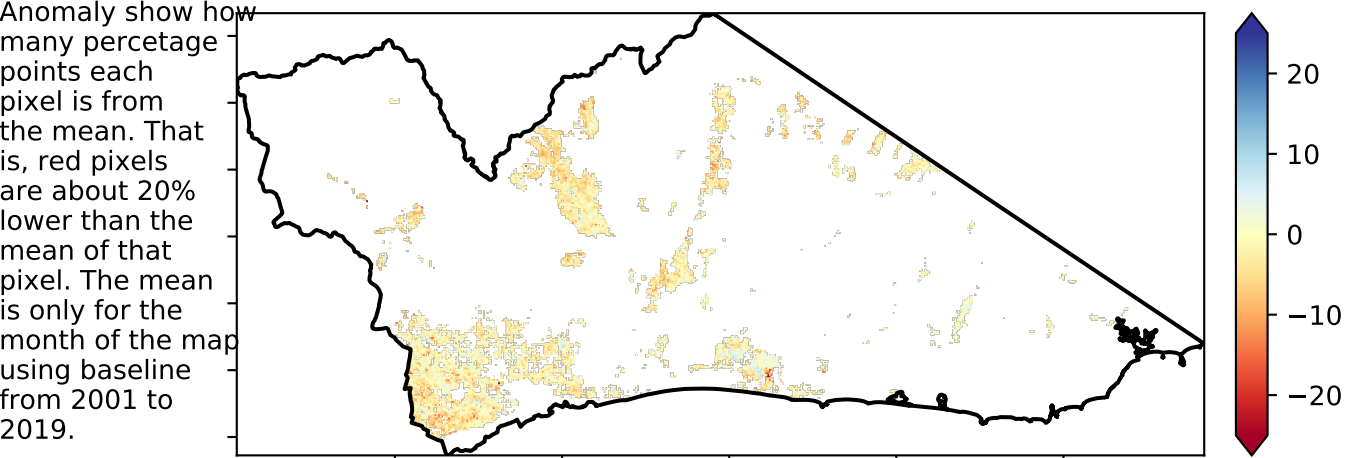 Anomaly show how
many percetage
points each
pixel is from
the mean. That
is, red pixels
are about 20%
lower than the
mean of that
pixel. The mean
is only for the
month of the map
using baseline
from 2001 to
2019.
20
10
0
−10
−20